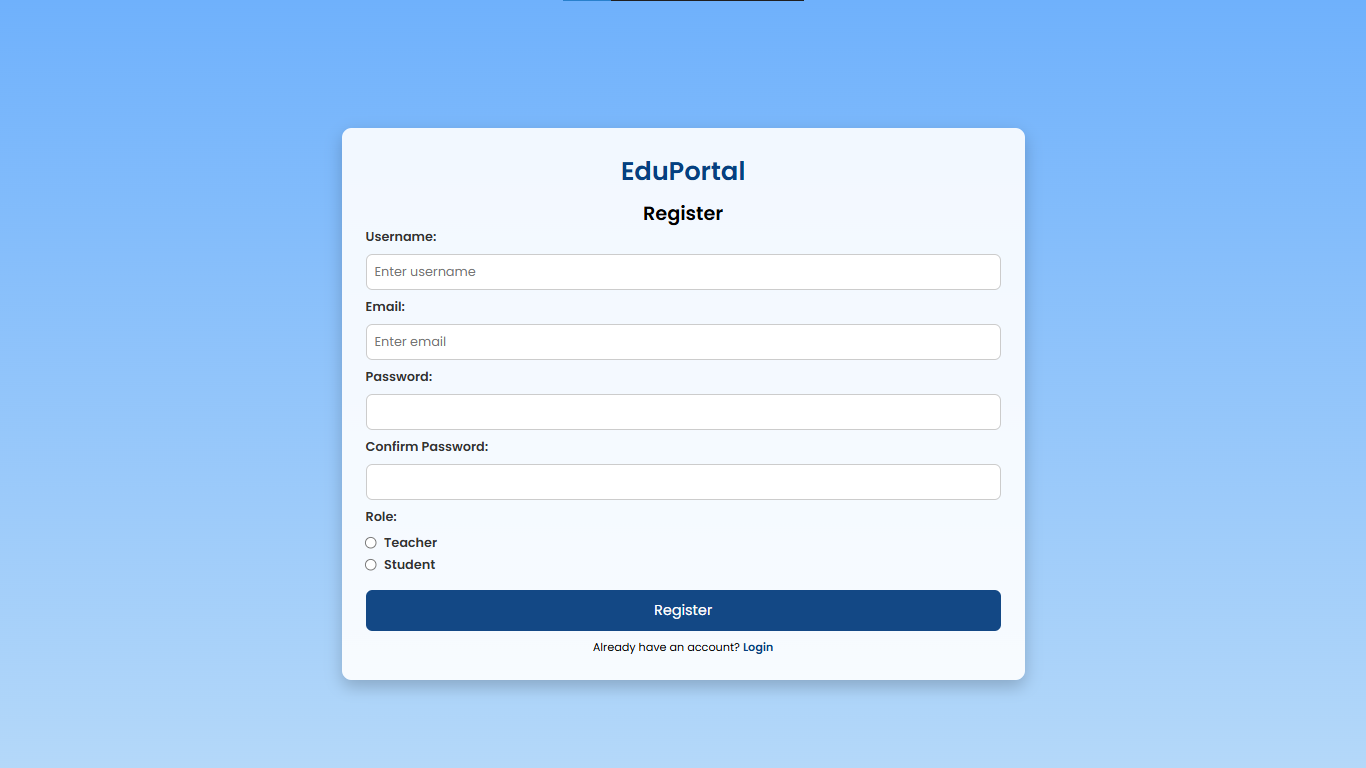 EduPortal
Register
Username:
Enter username
Email:
Enter email
Password:
Confirm Password:
Role:
Teacher
Student
Register
Already have an account? Login